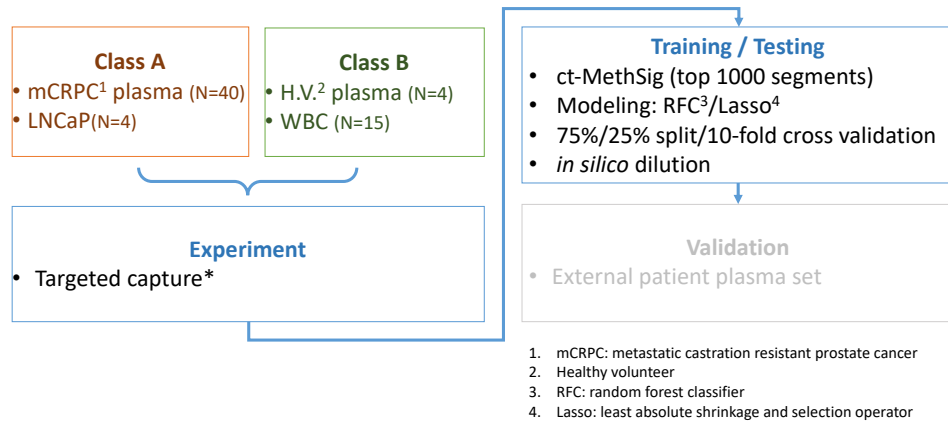 Class A
• mCRPC¹ plasma (N=40)
• LNCaP(N=4)
Class B
• H.V.² plasma (N=4)
• WBC (N=15)
Experiment
• Targeted capture*
Training / Testing
• ct-MethSig (top 1000 segments)
• Modeling: RFC³/Lasso⁴
• 75%/25% split/10-fold cross validation
• in silico dilution
Validation
• External patient plasma set
1. mCRPC: metastatic castration resistant prostate cancer
2. Healthy volunteer
3. RFC: random forest classifier
4. Lasso: least absolute shrinkage and selection operator